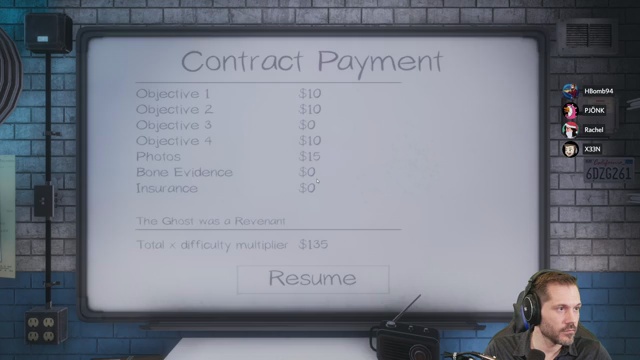 Contract Payment
Objective 1 $10
Objective 2 $10
Objective 3 $0
Objective 4 $10
Photos $15
Bone Evidence $0
Insurance $0
The Ghost was a Revenant
Total x difficulty multiplier $135
Resume
HBomb94
PJÖNK
Rachel
X33N
California
6DZG261